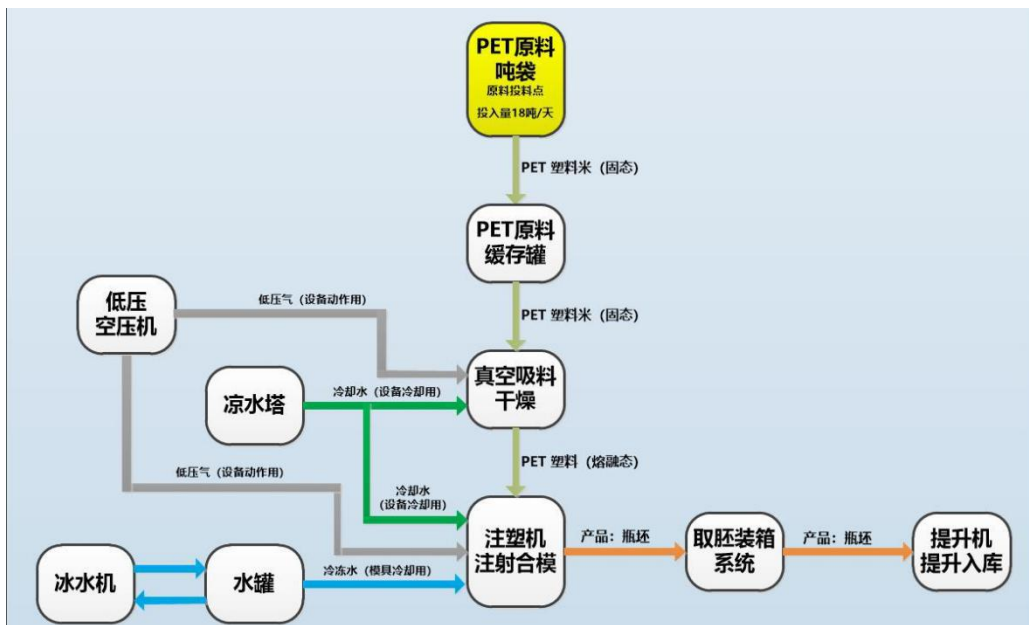 PET原料
吨袋
原料投料点
投入量18吨/天
PET 塑料米（固态）
PET原料
缓存罐
低压
空压机
低压气（设备动作用）
PET 塑料米（固态）
真空吸料
干燥
凉水塔
冷却水（设备冷却用）
PET 塑料（熔融态）
低压气（设备动作用）
冷却水
（设备冷却用）
注塑机
注射合模
产品：瓶坯
取胚装箱
系统
产品：瓶坯
提升机
提升入库
冰水机
水罐
冷冻水（模具冷却用）